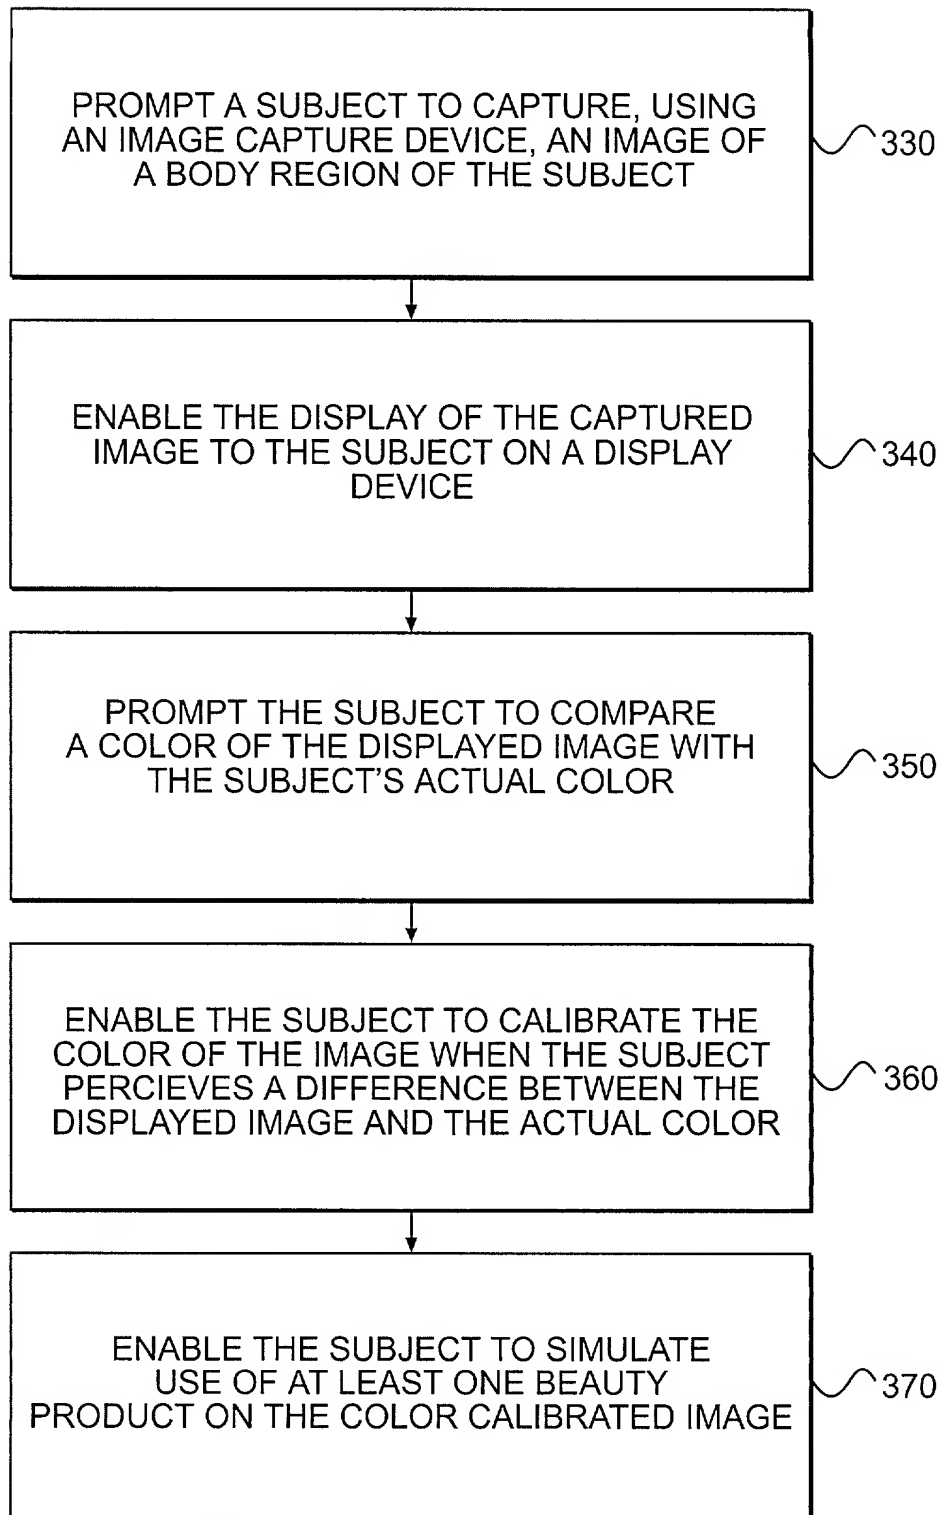 PROMPT A SUBJECT TO CAPTURE, USING
AN IMAGE CAPTURE DEVICE, AN IMAGE OF
A BODY REGION OF THE SUBJECT
330
ENABLE THE DISPLAY OF THE CAPTURED
IMAGE TO THE SUBJECT ON A DISPLAY
DEVICE
340
PROMPT THE SUBJECT TO COMPARE
A COLOR OF THE DISPLAYED IMAGE WITH
THE SUBJECT'S ACTUAL COLOR
350
ENABLE THE SUBJECT TO CALIBRATE THE
COLOR OF THE IMAGE WHEN THE SUBJECT
PERCIEVES A DIFFERENCE BETWEEN THE
DISPLAYED IMAGE AND THE ACTUAL COLOR
360
ENABLE THE SUBJECT TO SIMULATE
USE OF AT LEAST ONE BEAUTY
PRODUCT ON THE COLOR CALIBRATED IMAGE
370